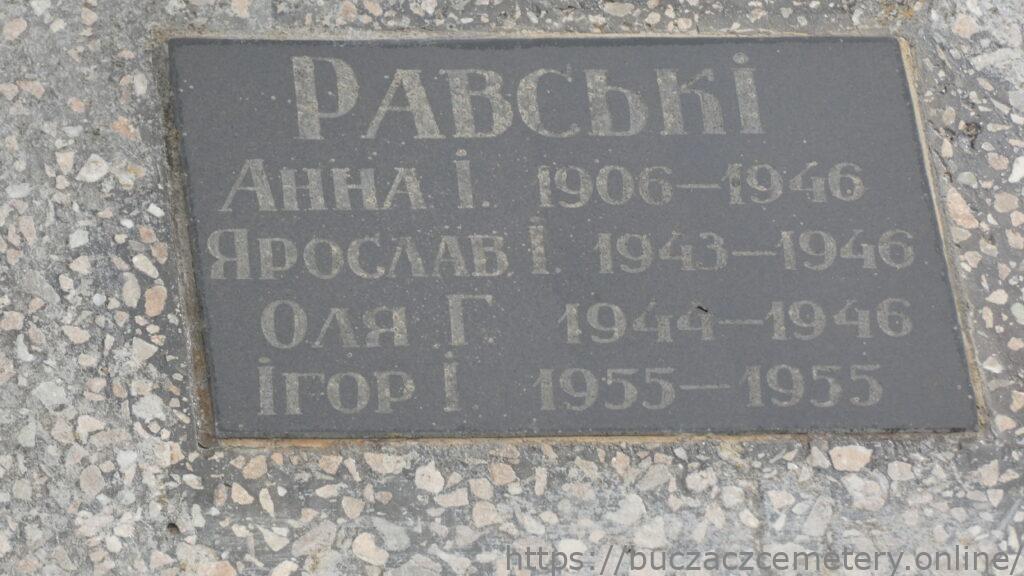 Равські
Анна І. 1906–1946
Ярослав І. 1943–1946
Оля Г. 1944–1946
Ігор І. 1955–1955
https://buczaczcemetery.online/